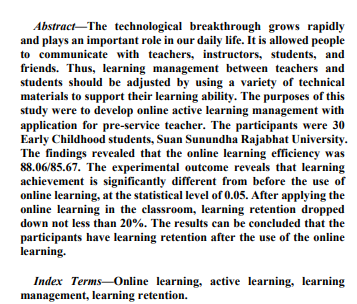 Abstract—The technological breakthrough grows rapidly
and plays an important role in our daily life. It is allowed people
to communicate with teachers, instructors, students, and
friends. Thus, learning management between teachers and
students should be adjusted by using a variety of technical
materials to support their learning ability. The purposes of this
study were to develop online active learning management with
application for pre-service teacher. The participants were 30
Early Childhood students, Suan Sunundha Rajabhat University.
The findings revealed that the online learning efficiency was
88.06/85.67. The experimental outcome reveals that learning
achievement is significantly different from before the use of
online learning, at the statistical level of 0.05. After applying the
online learning in the classroom, learning retention dropped
down not less than 20%. The results can be concluded that the
participants have learning retention after the use of the online
learning.
Index Terms—Online learning, active learning, learning
management, learning retention.